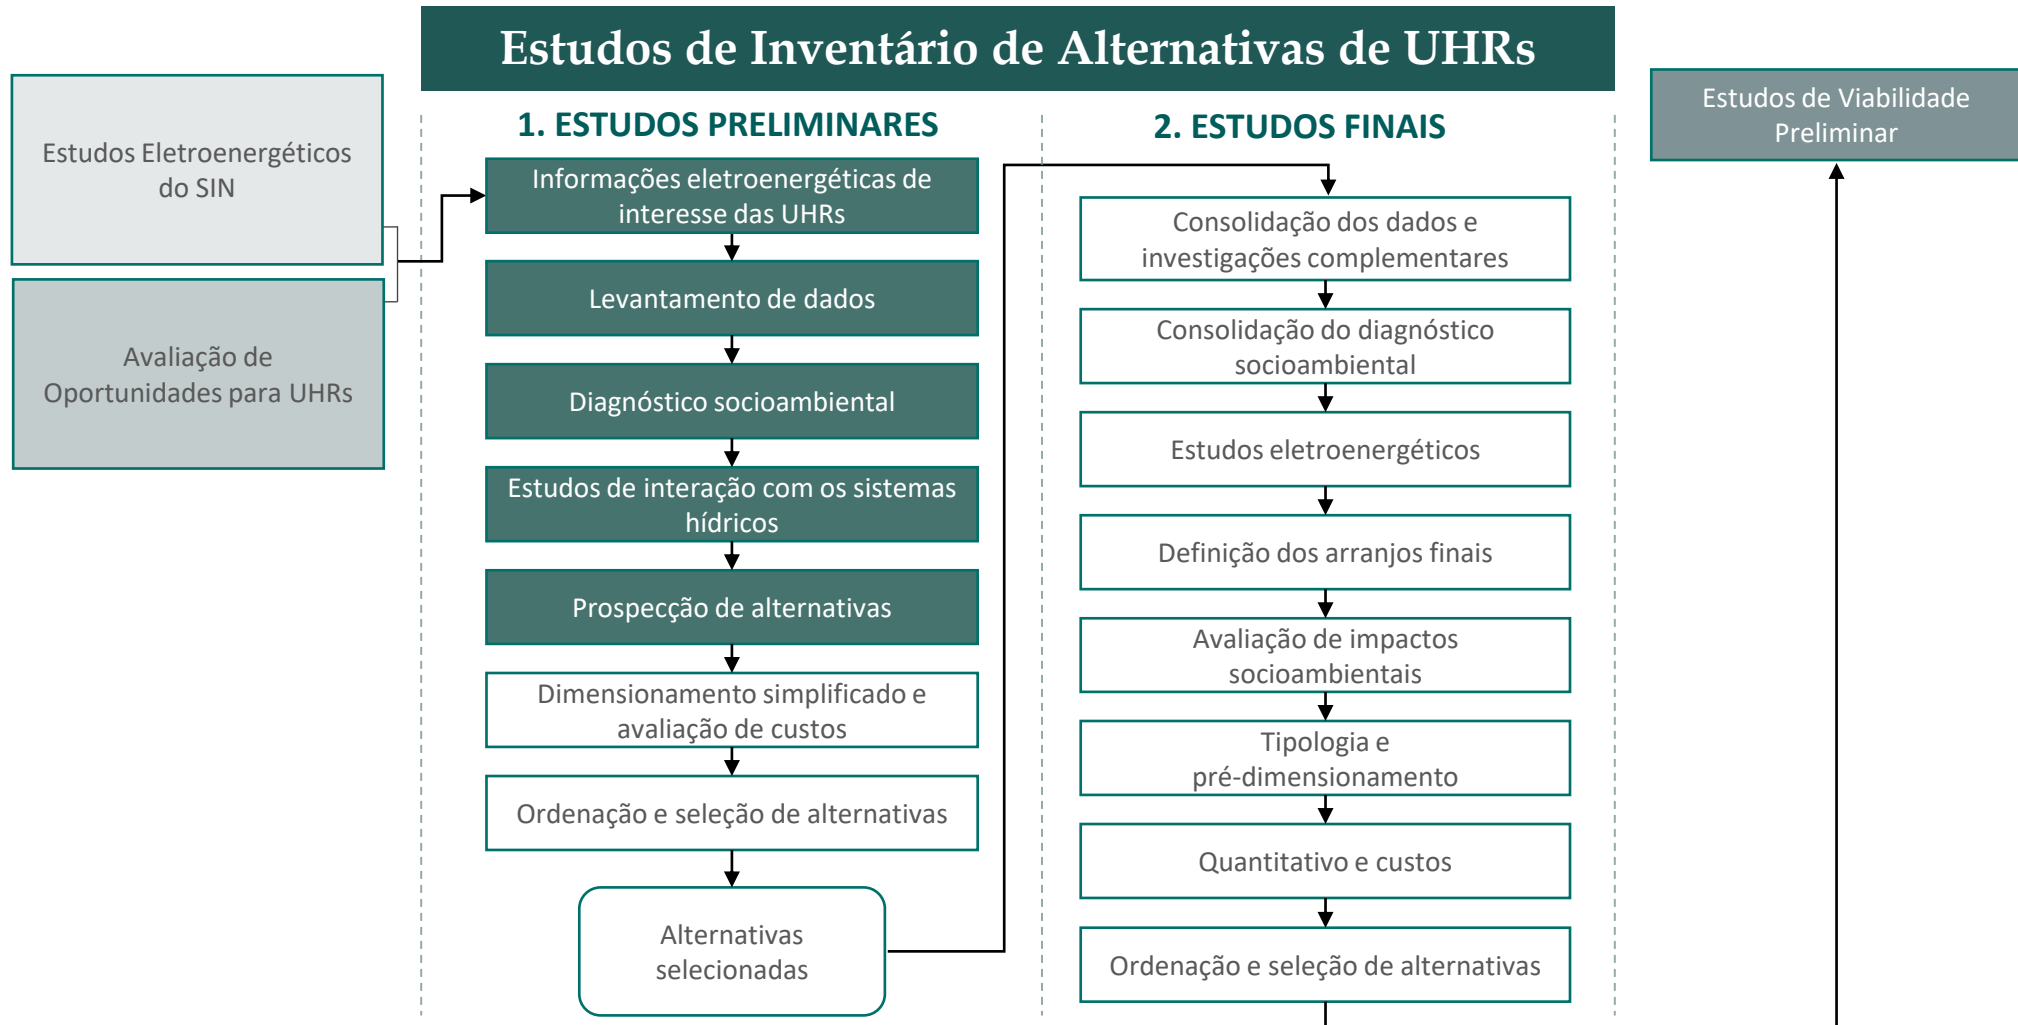 Estudos de Inventário de Alternativas de UHRs
Estudos Eletroenergéticos
do SIN
Avaliação de
Oportunidades para UHRs
1. ESTUDOS PRELIMINARES
Informações eletroenergéticas de
interesse das UHRs
Levantamento de dados
Diagnóstico socioambiental
Estudos de interação com os sistemas
hídricos
Prospecção de alternativas
Dimensionamento simplificado e
avaliação de custos
Ordenação e seleção de alternativas
Alternativas
selecionadas
2. ESTUDOS FINAIS
Consolidação dos dados e
investigações complementares
Consolidação do diagnóstico
socioambiental
Estudos eletroenergéticos
Definição dos arranjos finais
Avaliação de impactos
socioambientais
Tipologia e
pré-dimensionamento
Quantitativo e custos
Ordenação e seleção de alternativas
Estudos de Viabilidade
Preliminar